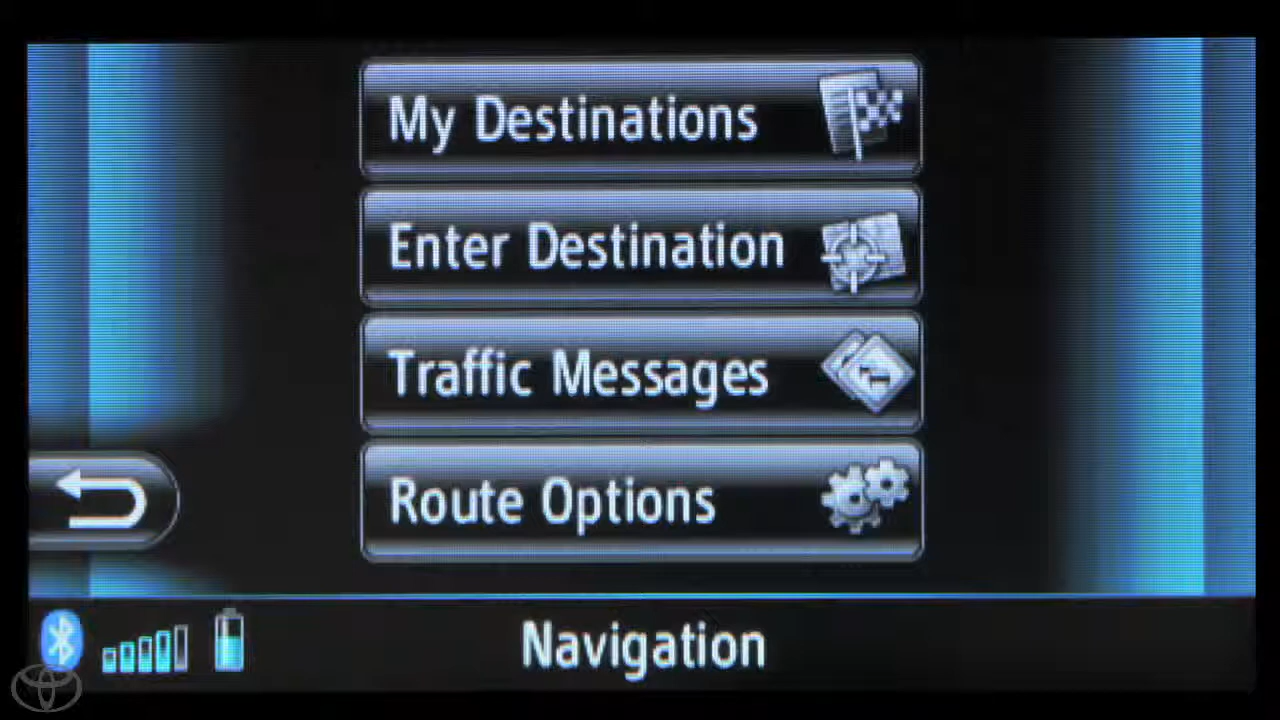 My Destinations
Enter Destination
Traffic Messages
Route Options
Navigation